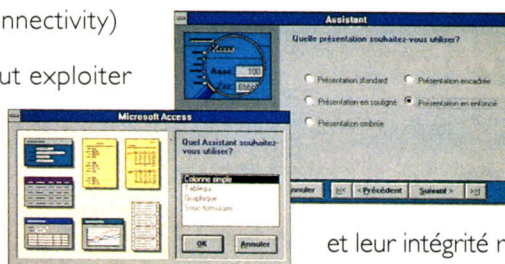 nnectivity)
ut exploiter
Assistant
Quelle présentation souhaitez-vous utiliser?
Présentation standard
Présentation encadrée
Présentation en souligné
Présentation en enfoncé
Présentation ombrée
nnuler
|<<
< Précédent
Suivant >
>>|
Microsoft Access
Quel Assistant souhaitez-
vous utiliser?
Colonne simple
Tableau
Graphique
Sous-formulaire
OK
Annuler
et leur intégrité r